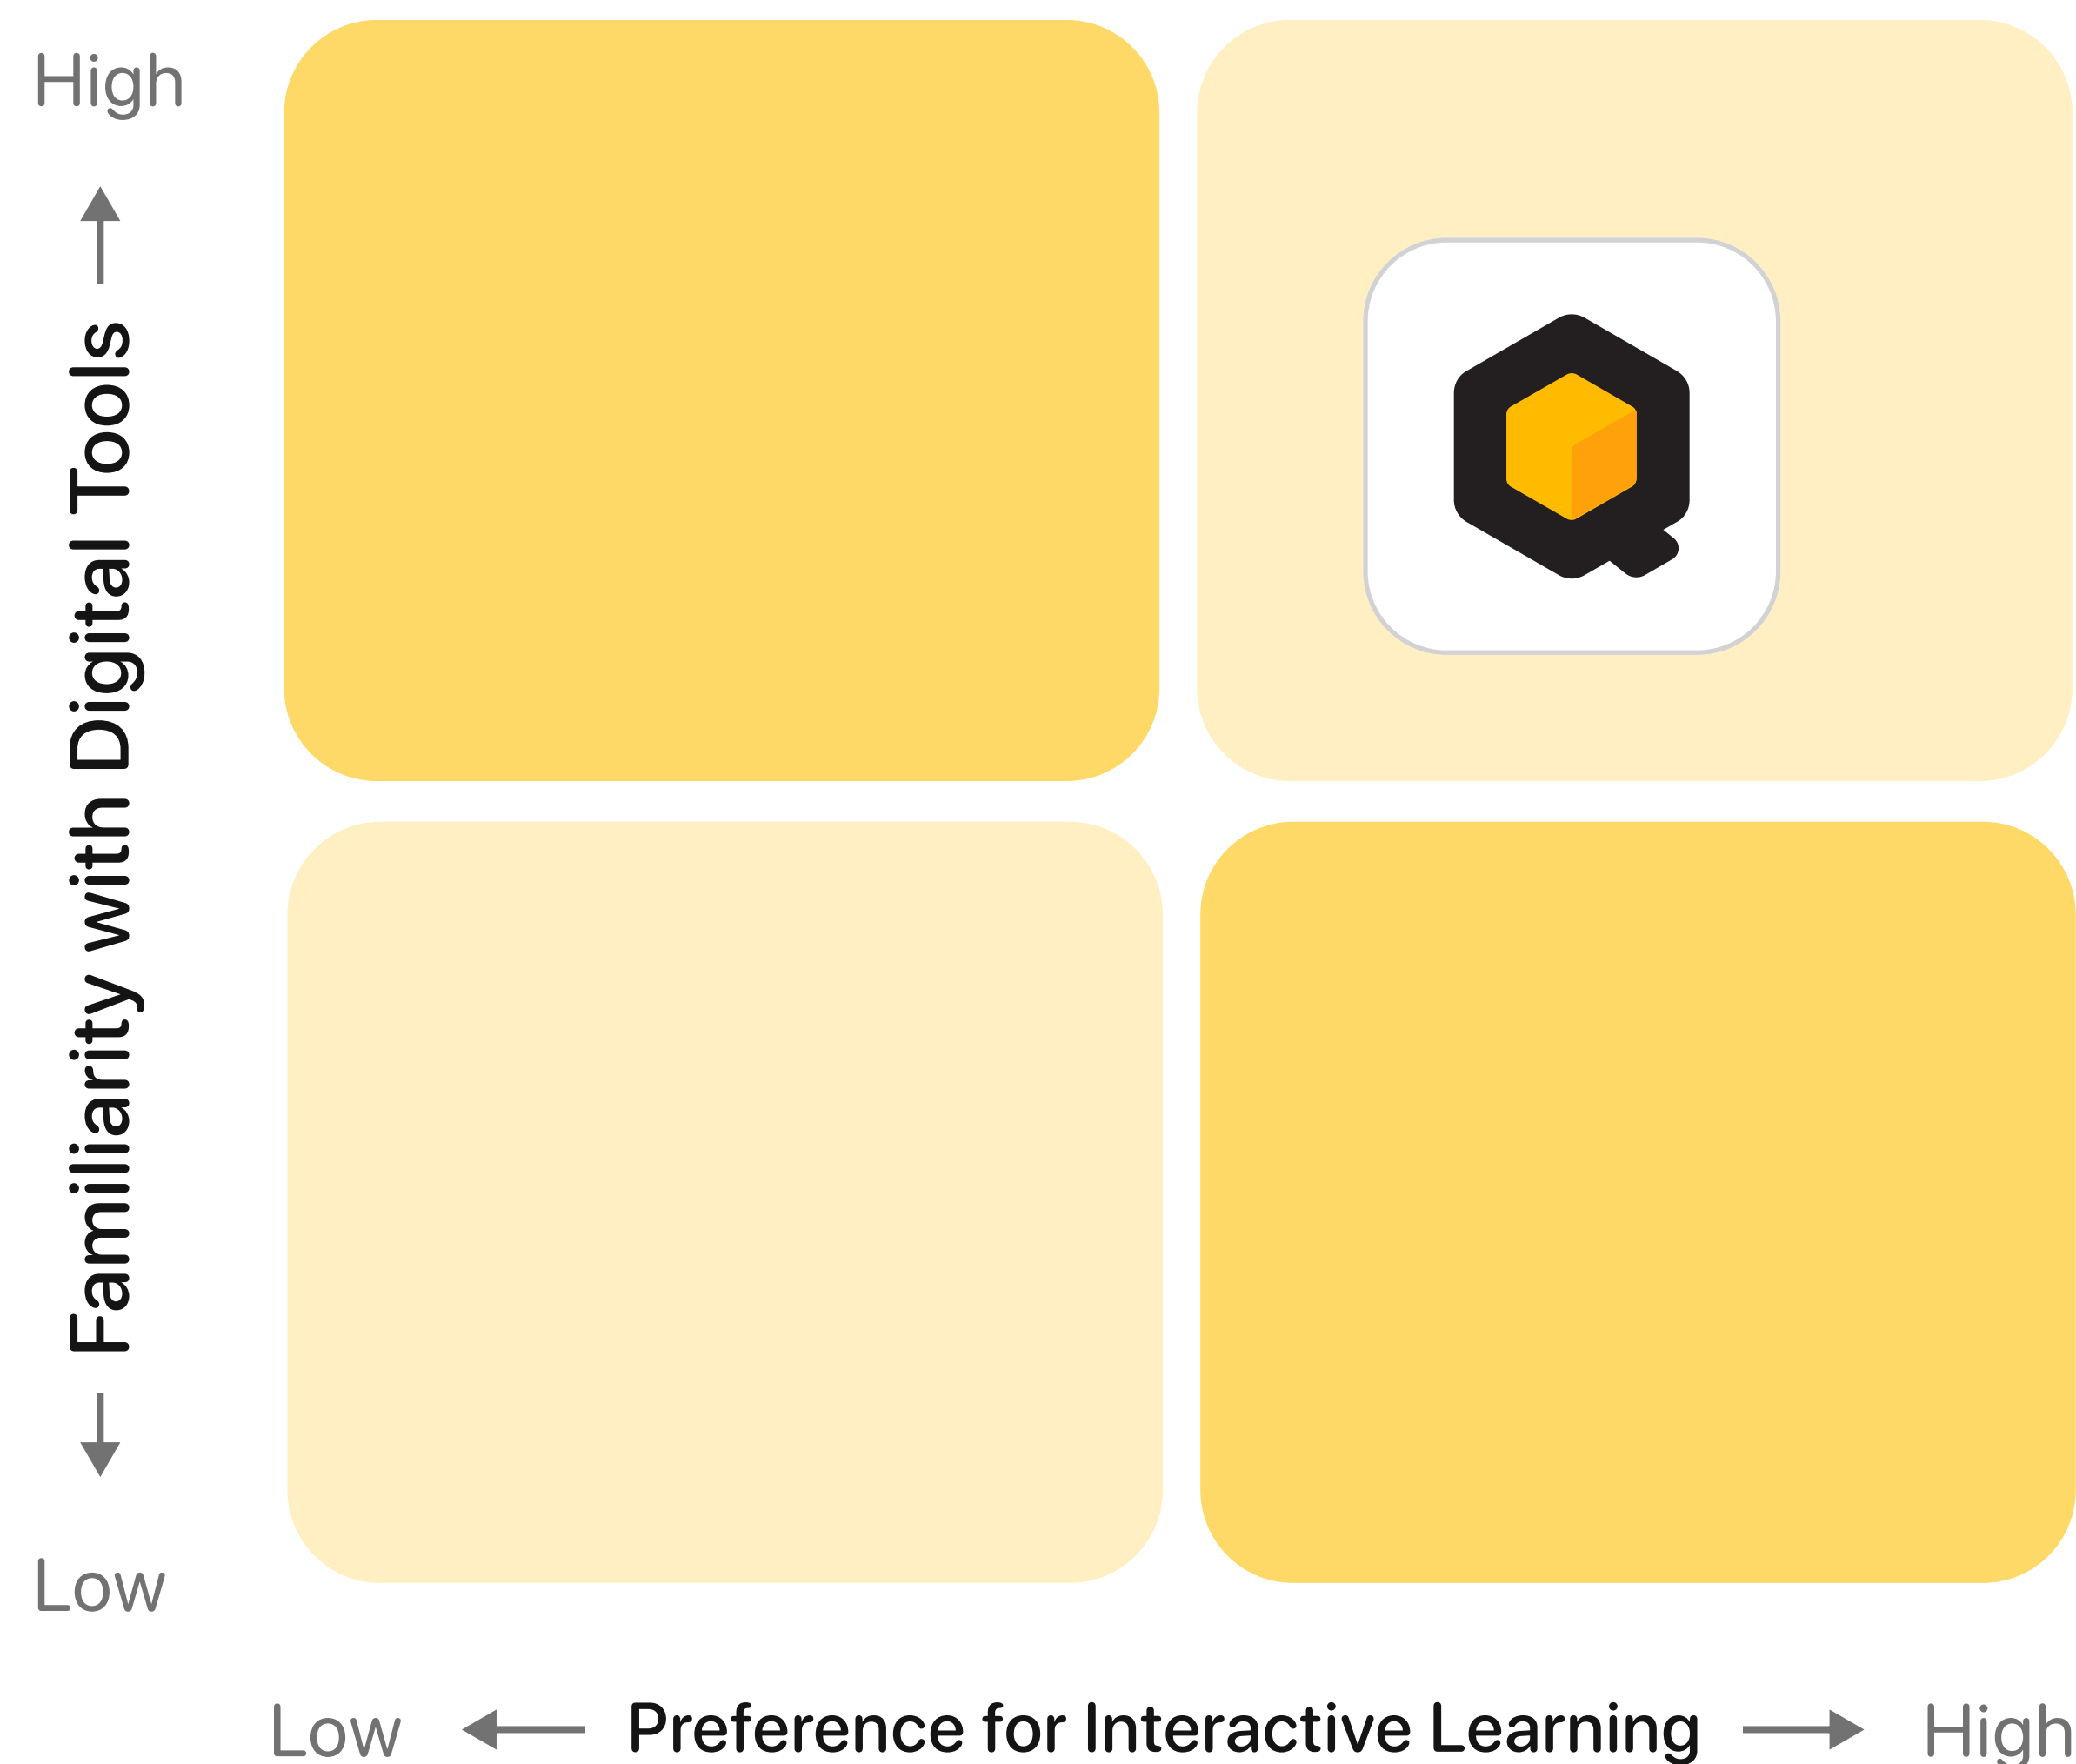 High
Familiarity with Digital Tools
Low
Low
Preference for Interactive Learning
High